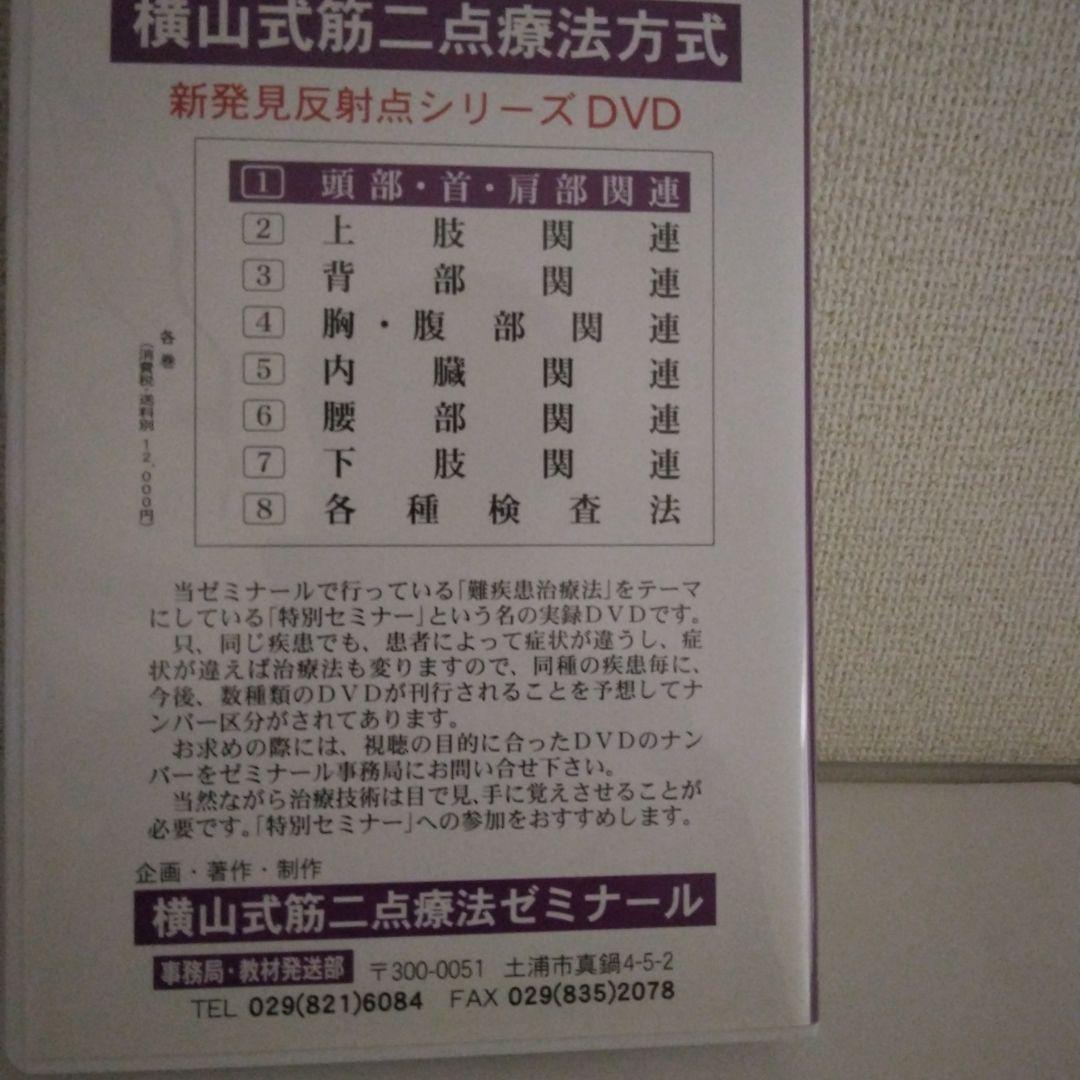 横山式筋二点療法方式
新発見反射点シリーズDVD
1 頭部・首・肩部関連
2 上肢関連
3 背部関連
4 胸・腹部関連
5 内臓関連
6 腰部関連
7 下肢関連
8 各種検査法
各巻
(消費税・送料別 12,000円)
当ゼミナールで行っている「難疾患治療法」をテーマ
にしている「特別セミナー」という名の実録DVDです。
只、同じ疾患でも、患者によって症状が違うし、症
状が違えば治療法も変りますので、同種の疾患毎に、
今後、数種類のDVDが刊行されることを予想してナ
ンバー区分がされてあります。
お求めの際には、視聴の目的に合ったDVDのナン
バーをゼミナール事務局にお問い合せ下さい。
当然ながら治療技術は目で見、手に覚えさせることが
必要です。「特別セミナー」への参加をおすすめします。
企画・著作・制作
横山式筋二点療法ゼミナール
事務局・教材発送部 〒300-0051 土浦市真鍋4-5-2
TEL 029(821)6084 FAX 029(835)2078